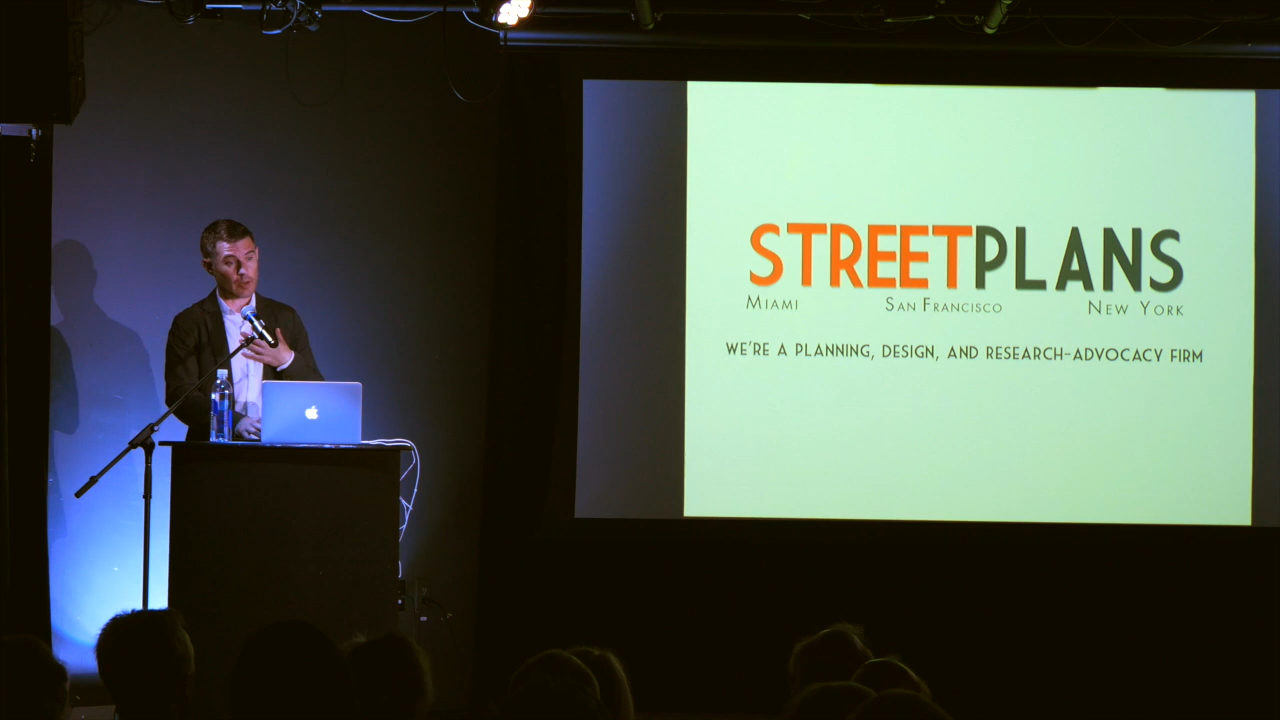 STREETPLANS
MIAMI SAN FRANCISCO NEW YORK
WE'RE A PLANNING, DESIGN, AND RESEARCH-ADVOCACY FIRM